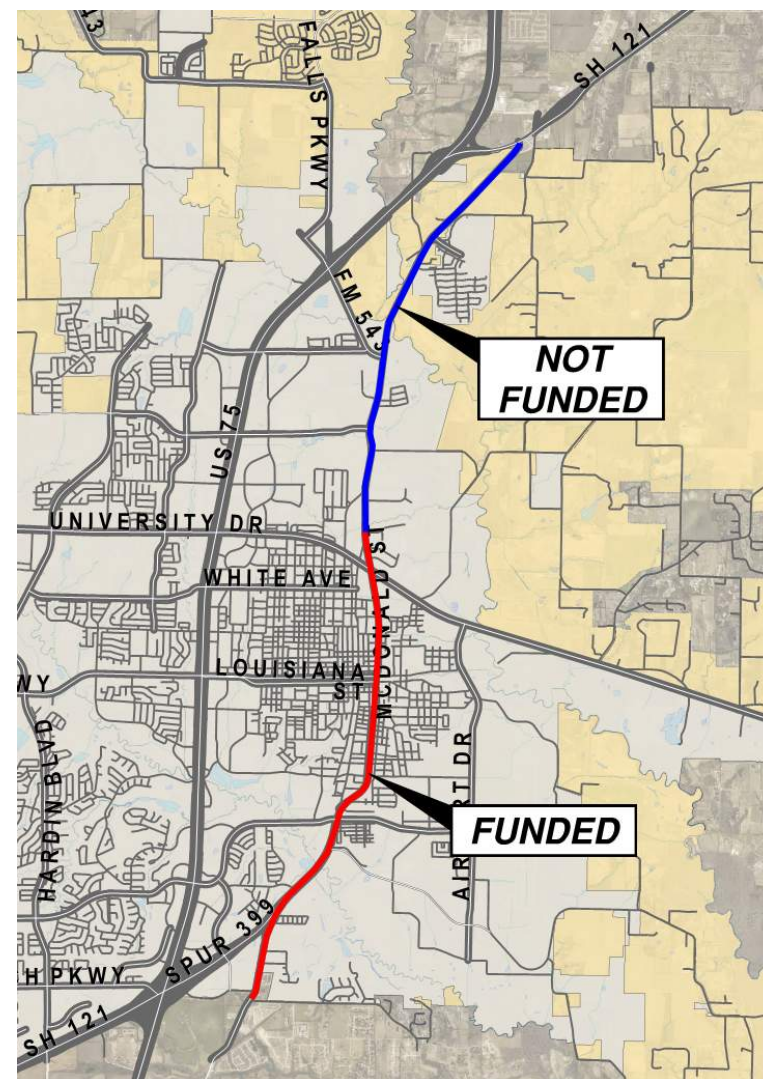 43
FALLS PKWY
SH 121
FM 543
NOT
FUNDED
US 75
UNIVERSITY DR
MCDONALD ST
WHITE AVE
LOUISIANA
ST
WY
HARDIN BLVD
AIRPORT DR
FUNDED
SPUR 399
H PKWY
SH 121